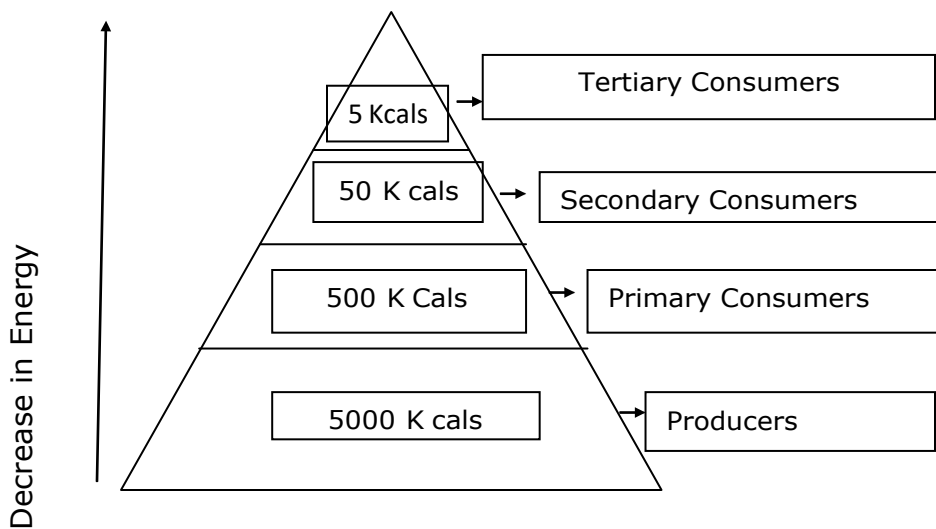 Tertiary Consumers
5 Kcals
50 K cals
Secondary Consumers
500 K Cals
Primary Consumers
5000 K cals
Producers
Decrease in Energy